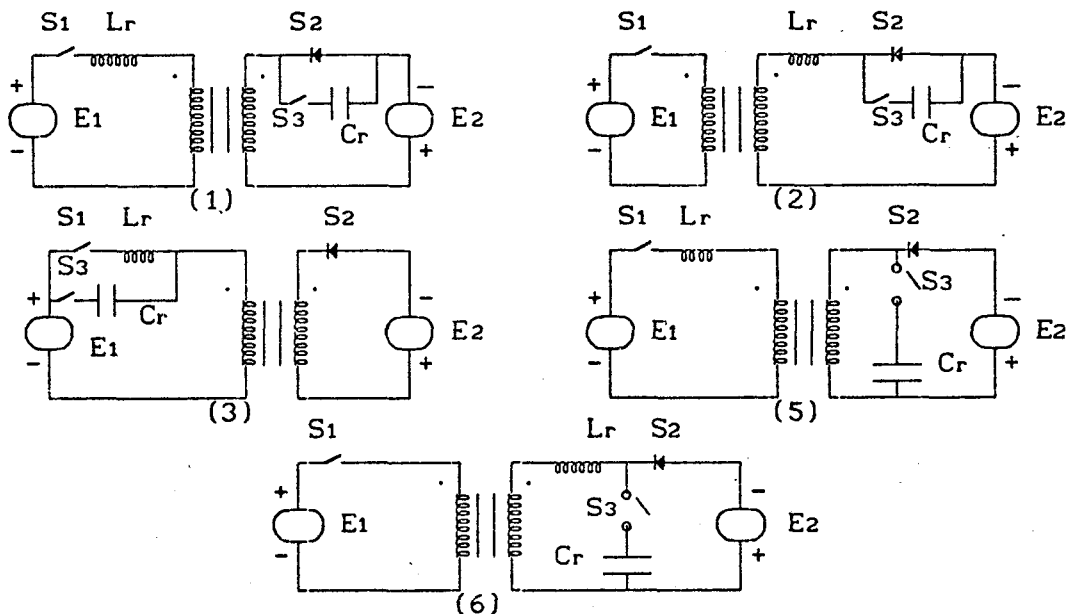 S1 Lr S2
+ - E1 S3 Cr - + E2
(1)
S1 Lr S2
+ - E1 S3 Cr - + E2
(2)
S1 Lr S2
S3 + - Cr E1 - + E2
(3)
S1 Lr S2
+ - E1 S3 Cr - + E2
(5)
S1 Lr S2
+ - E1 S3 Cr - + E2
(6)